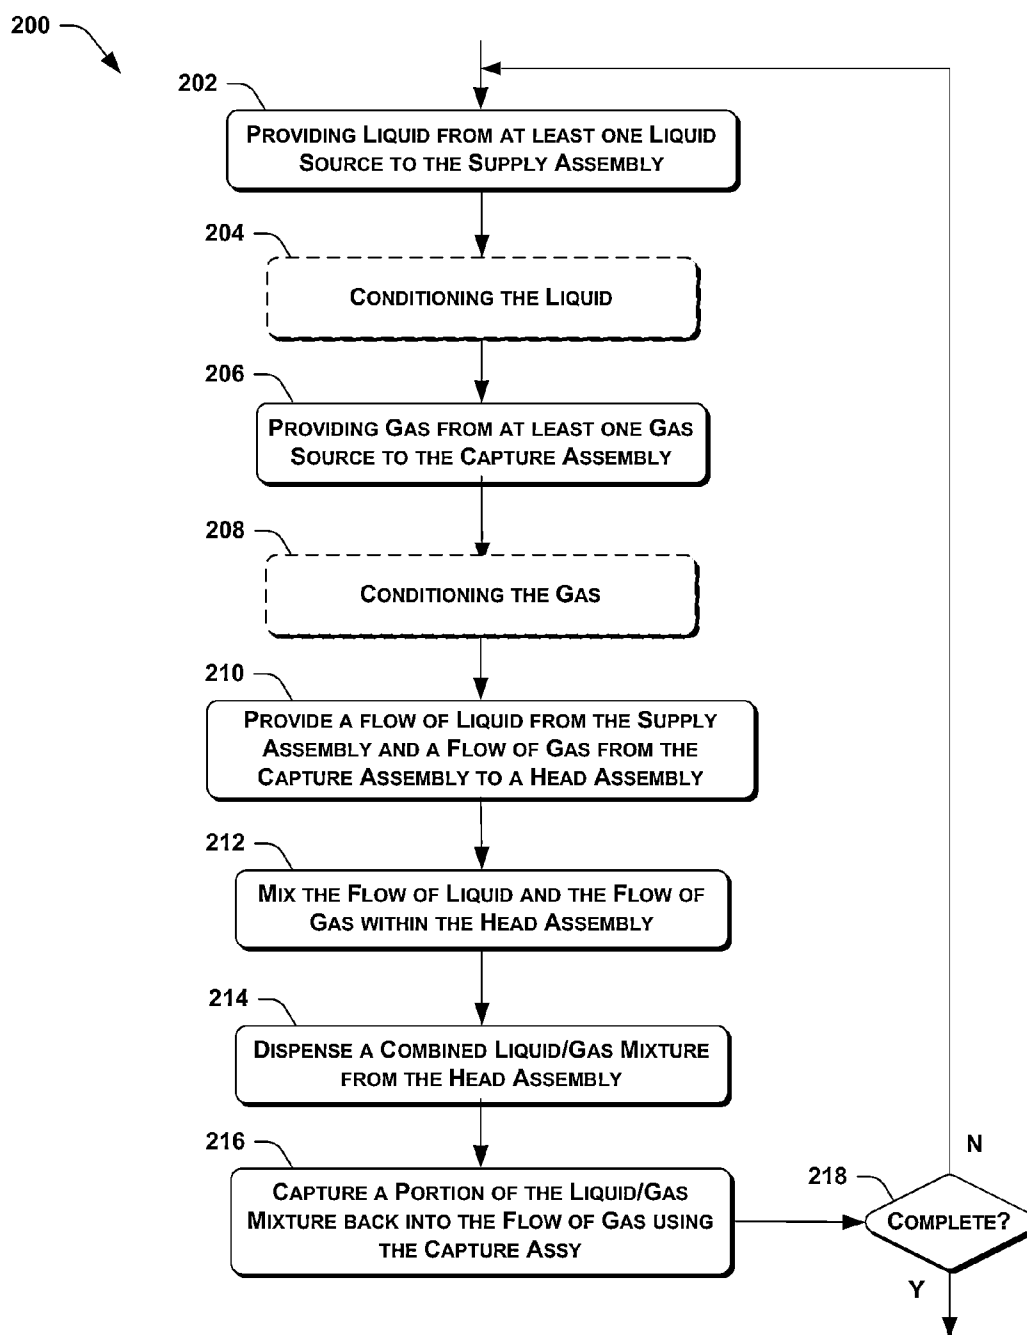 200
202
PROVIDING LIQUID FROM AT LEAST ONE LIQUID
SOURCE TO THE SUPPLY ASSEMBLY
204
CONDITIONING THE LIQUID
206
PROVIDING GAS FROM AT LEAST ONE GAS
SOURCE TO THE CAPTURE ASSEMBLY
208
CONDITIONING THE GAS
210
PROVIDE A FLOW OF LIQUID FROM THE SUPPLY
ASSEMBLY AND A FLOW OF GAS FROM THE
CAPTURE ASSEMBLY TO A HEAD ASSEMBLY
212
MIX THE FLOW OF LIQUID AND THE FLOW OF
GAS WITHIN THE HEAD ASSEMBLY
214
DISPENSE A COMBINED LIQUID/GAS MIXTURE
FROM THE HEAD ASSEMBLY
216
CAPTURE A PORTION OF THE LIQUID/GAS
MIXTURE BACK INTO THE FLOW OF GAS USING
THE CAPTURE ASSY
218
N
COMPLETE?
Y